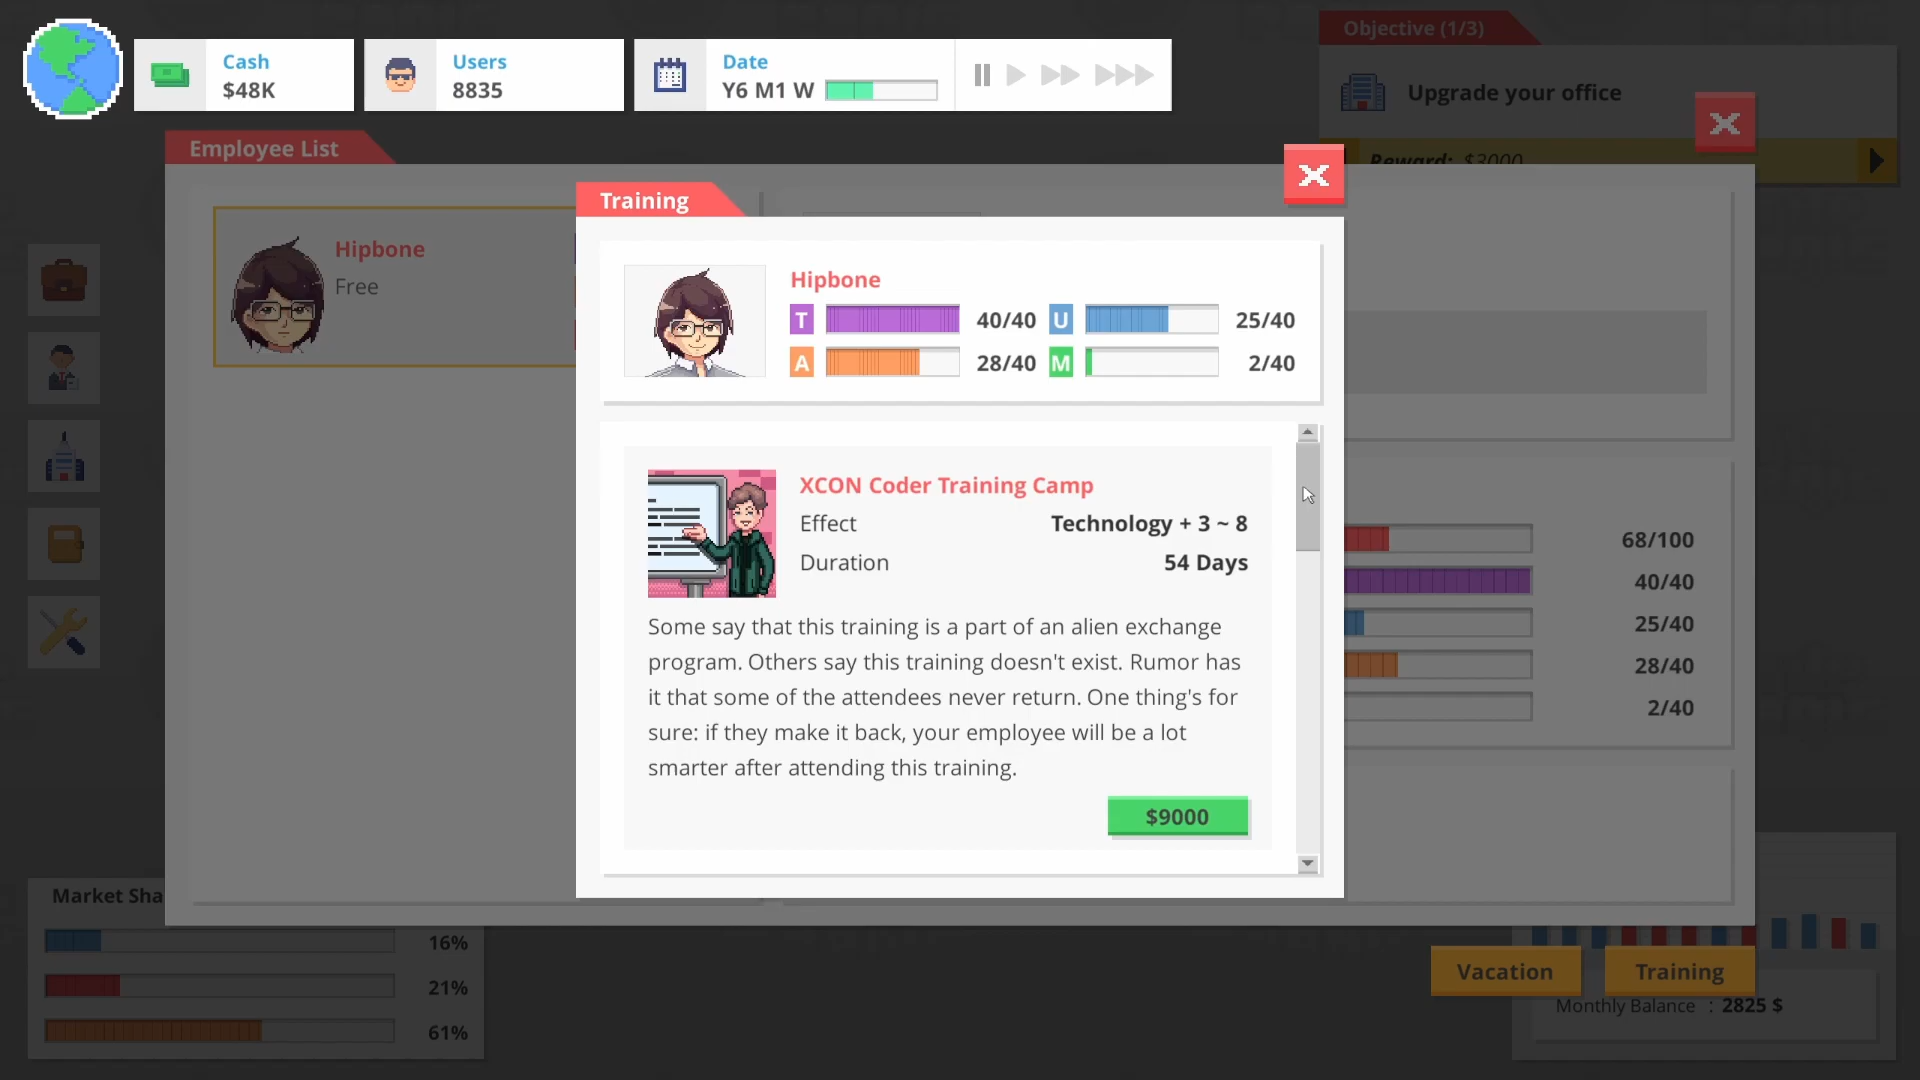 Cash
$48K
Users
8835
Date
Y6 M1 W
Objective (1/3)
Upgrade your office
Reward: $3000
Employee List
Hipbone
Free
Training
Hipbone
T 40/40 U 25/40
A 28/40 M 2/40
XCON Coder Training Camp
Effect Technology + 3 ~ 8
Duration 54 Days
Some say that this training is a part of an alien exchange
program. Others say this training doesn't exist. Rumor has
it that some of the attendees never return. One thing's for
sure: if they make it back, your employee will be a lot
smarter after attending this training.
$9000
68/100
40/40
25/40
28/40
2/40
Market Sha
16%
21%
61%
Vacation
Training
Monthly Balance : 2825 $